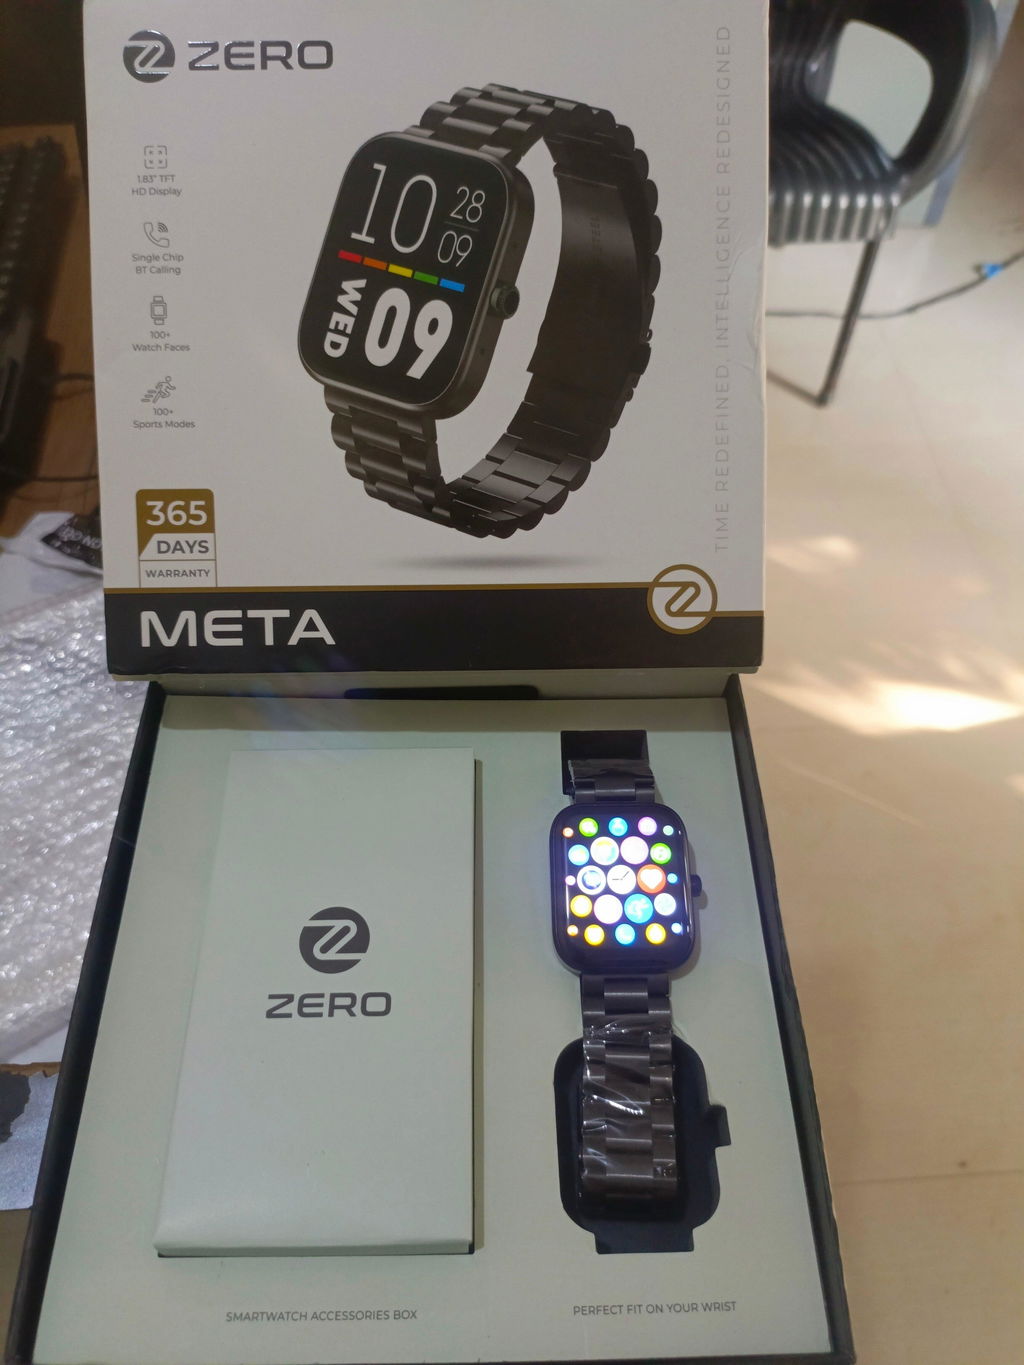 ZERO
1.83" TFT
HD Display
Single Chip
BT Calling
100+
Watch Faces
100+
Sports Modes
10
28
09
WED
09
STEEL
TIME REDEFINED, INTELLIGENCE REDESIGNED
365
DAYS
WARRANTY
META
ZERO
SMARTWATCH ACCESSORIES BOX
PERFECT FIT ON YOUR WRIST